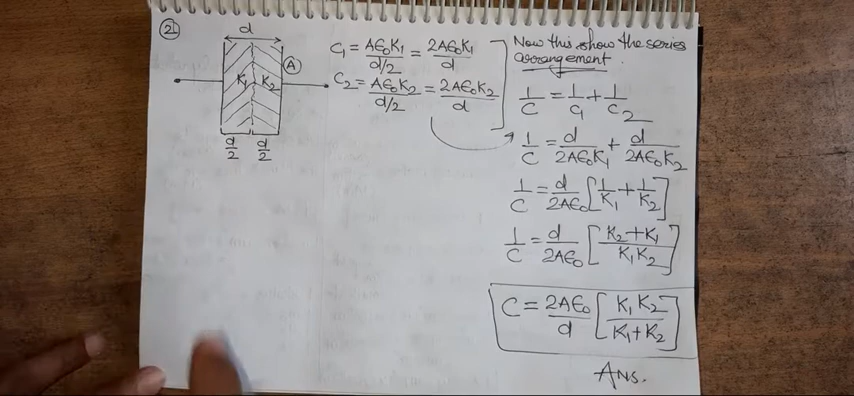 21
d
K₁ K₂
A
d/2 d/2
C₁ = Aϵ₀K₁/d/2 = 2Aϵ₀K₁/d
C₂ = Aϵ₀K₂/d/2 = 2Aϵ₀K₂/d
Now this show the series
arrangement.
1/C = 1/C₁ + 1/C₂
1/C = d/2Aϵ₀K₁ + d/2Aϵ₀K₂
1/C = d/2Aϵ₀ [1/K₁ + 1/K₂]
1/C = d/2Aϵ₀ [K₂+K₁/K₁K₂]
C = 2Aϵ₀/d [K₁K₂/K₁+K₂]
Ans.